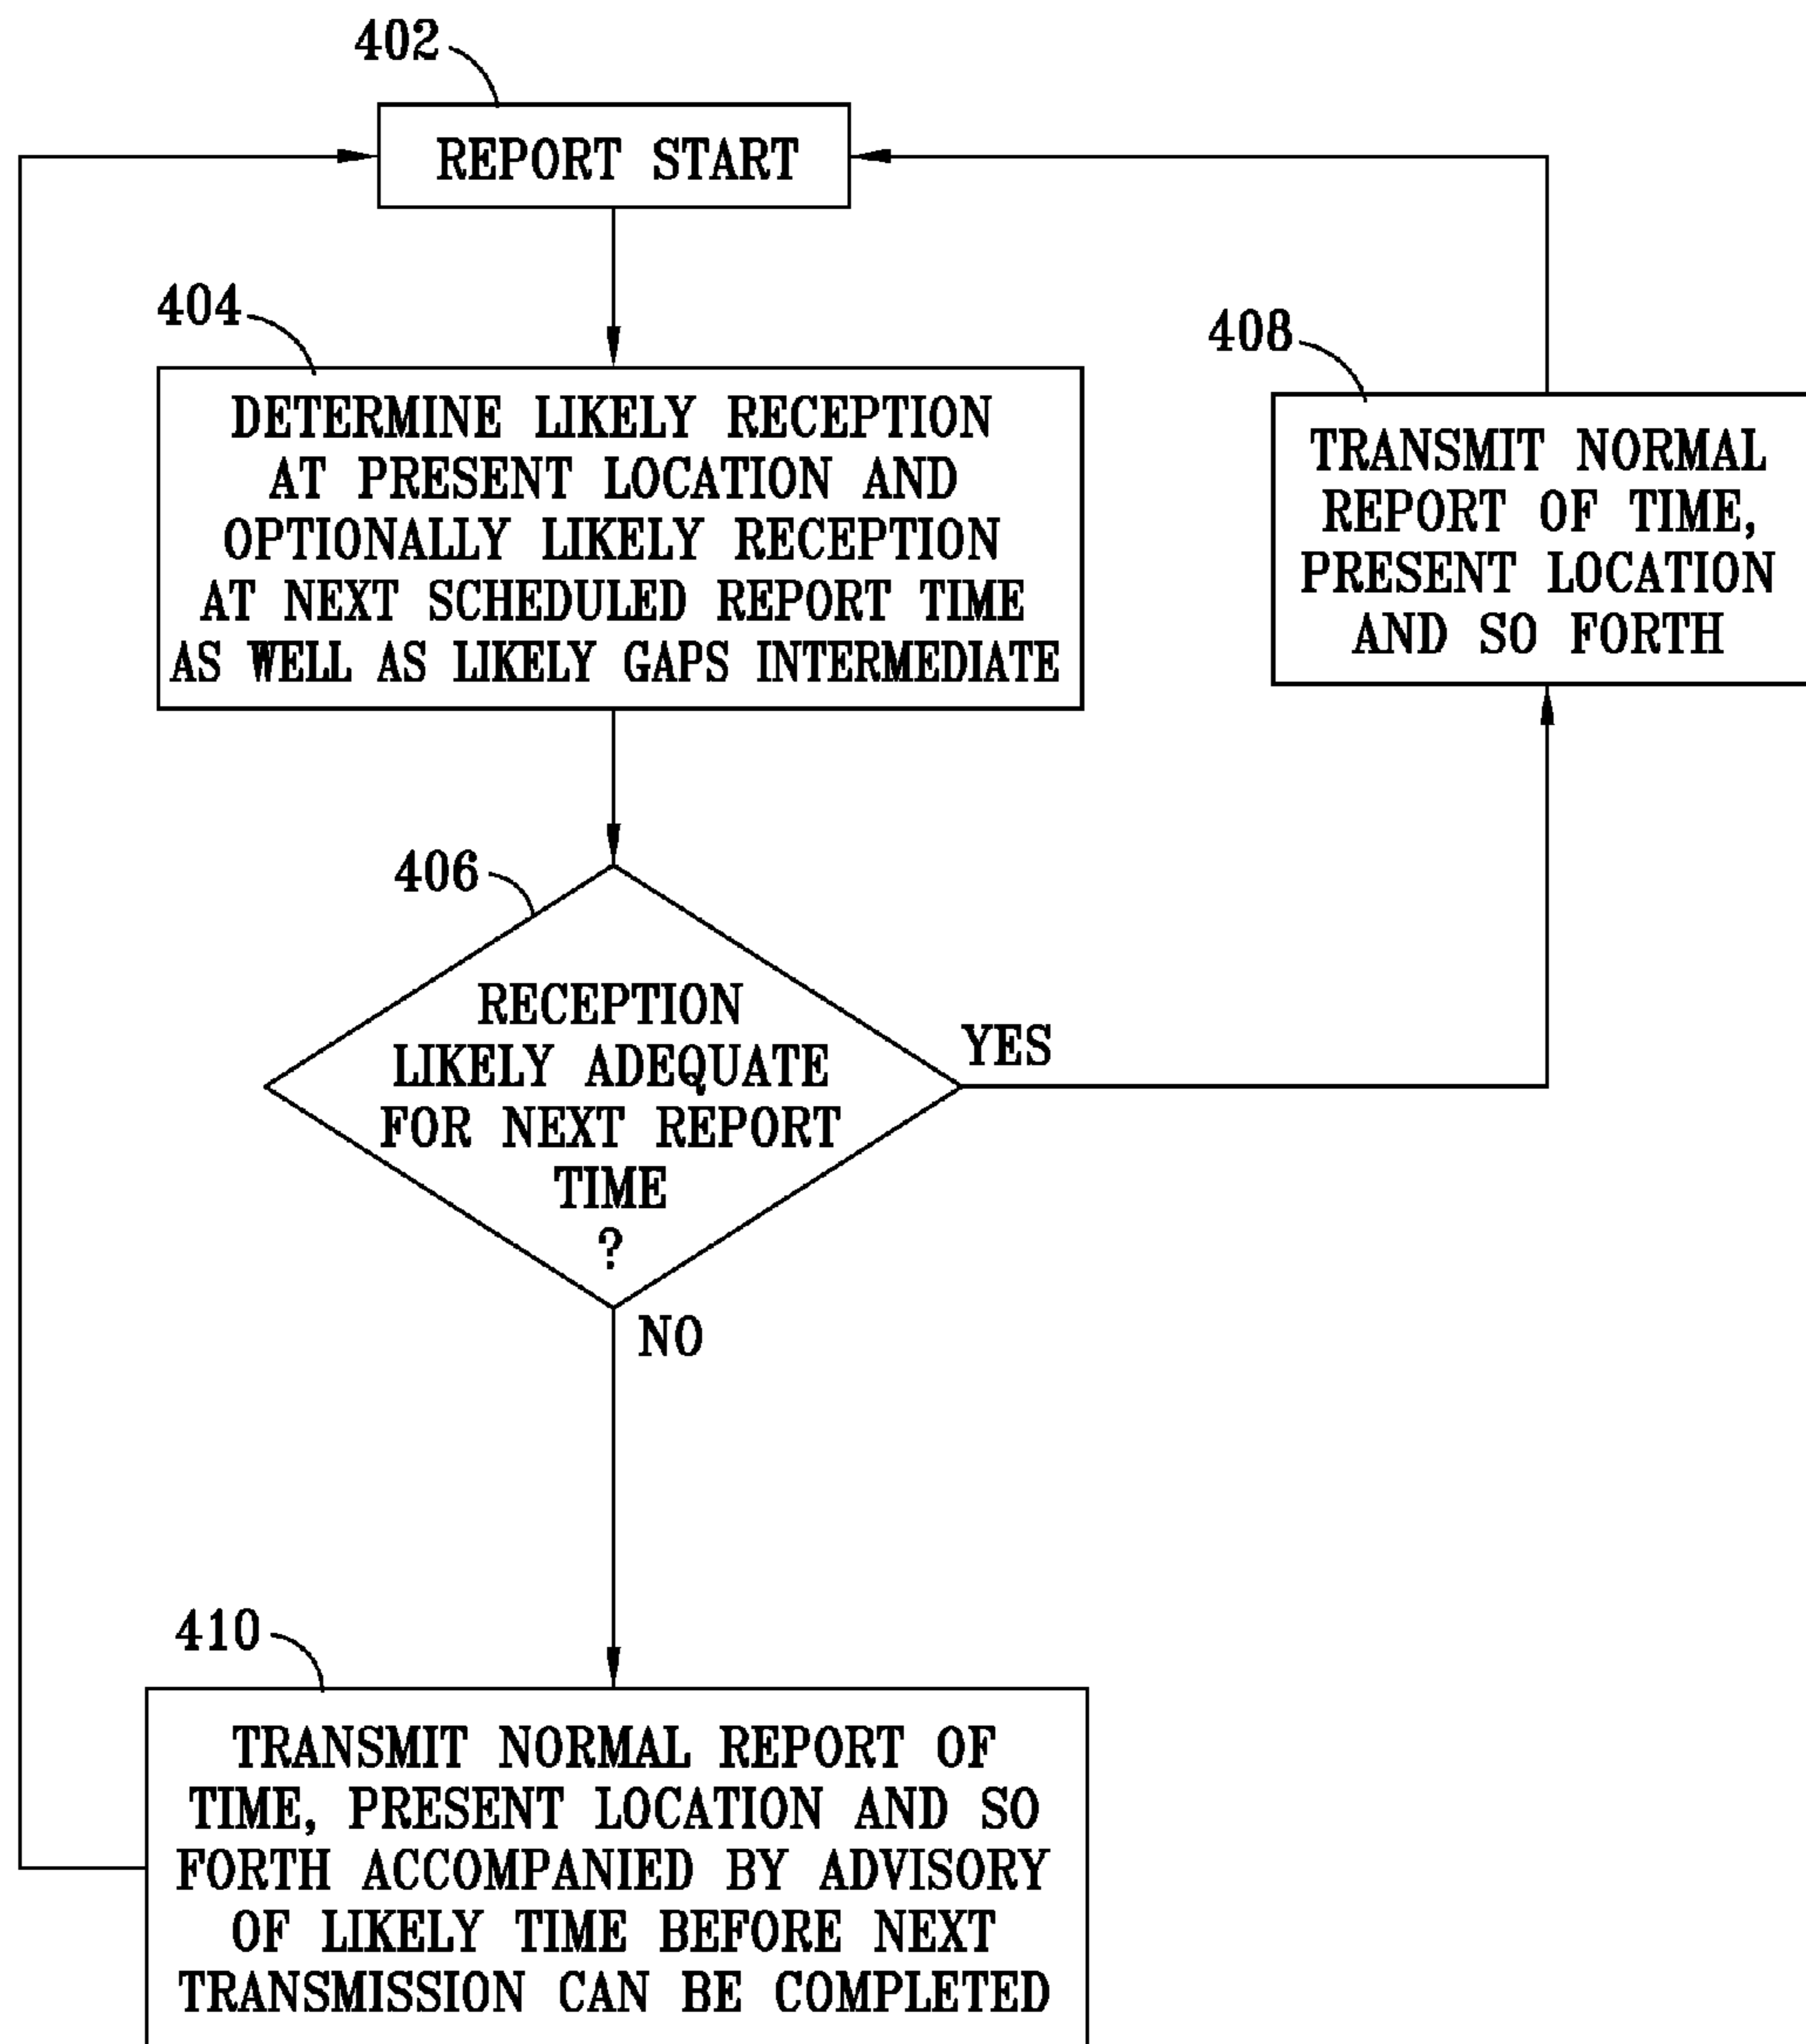 402
REPORT START
404
DETERMINE LIKELY RECEPTION
AT PRESENT LOCATION AND
OPTIONALLY LIKELY RECEPTION
AT NEXT SCHEDULED REPORT TIME
AS WELL AS LIKELY GAPS INTERMEDIATE
408
TRANSMIT NORMAL
REPORT OF TIME,
PRESENT LOCATION
AND SO FORTH
406
RECEPTION
LIKELY ADEQUATE
FOR NEXT REPORT
TIME
?
YES
NO
410
TRANSMIT NORMAL REPORT OF
TIME, PRESENT LOCATION AND SO
FORTH ACCOMPANIED BY ADVISORY
OF LIKELY TIME BEFORE NEXT
TRANSMISSION CAN BE COMPLETED